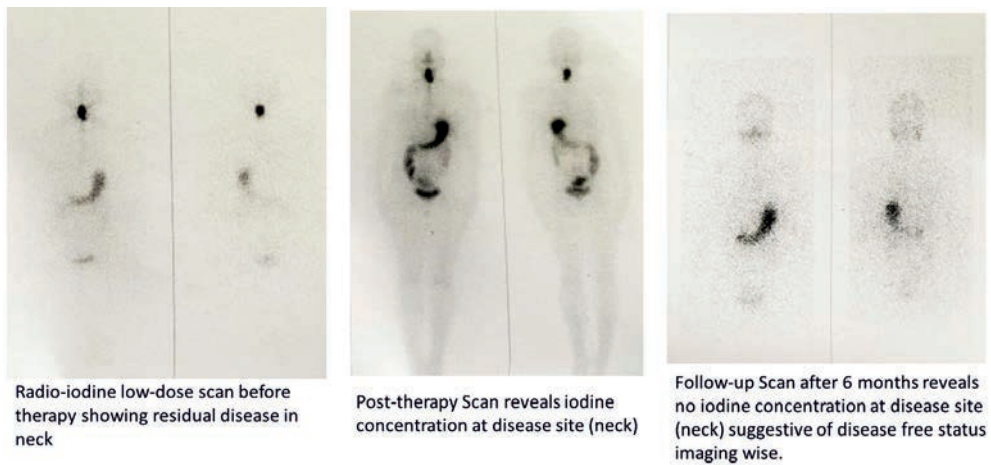 Radio-iodine low-dose scan before
therapy showing residual disease in
neck
Post-therapy Scan reveals iodine
concentration at disease site (neck)
Follow-up Scan after 6 months reveals
no iodine concentration at disease site
(neck) suggestive of disease free status
imaging wise.